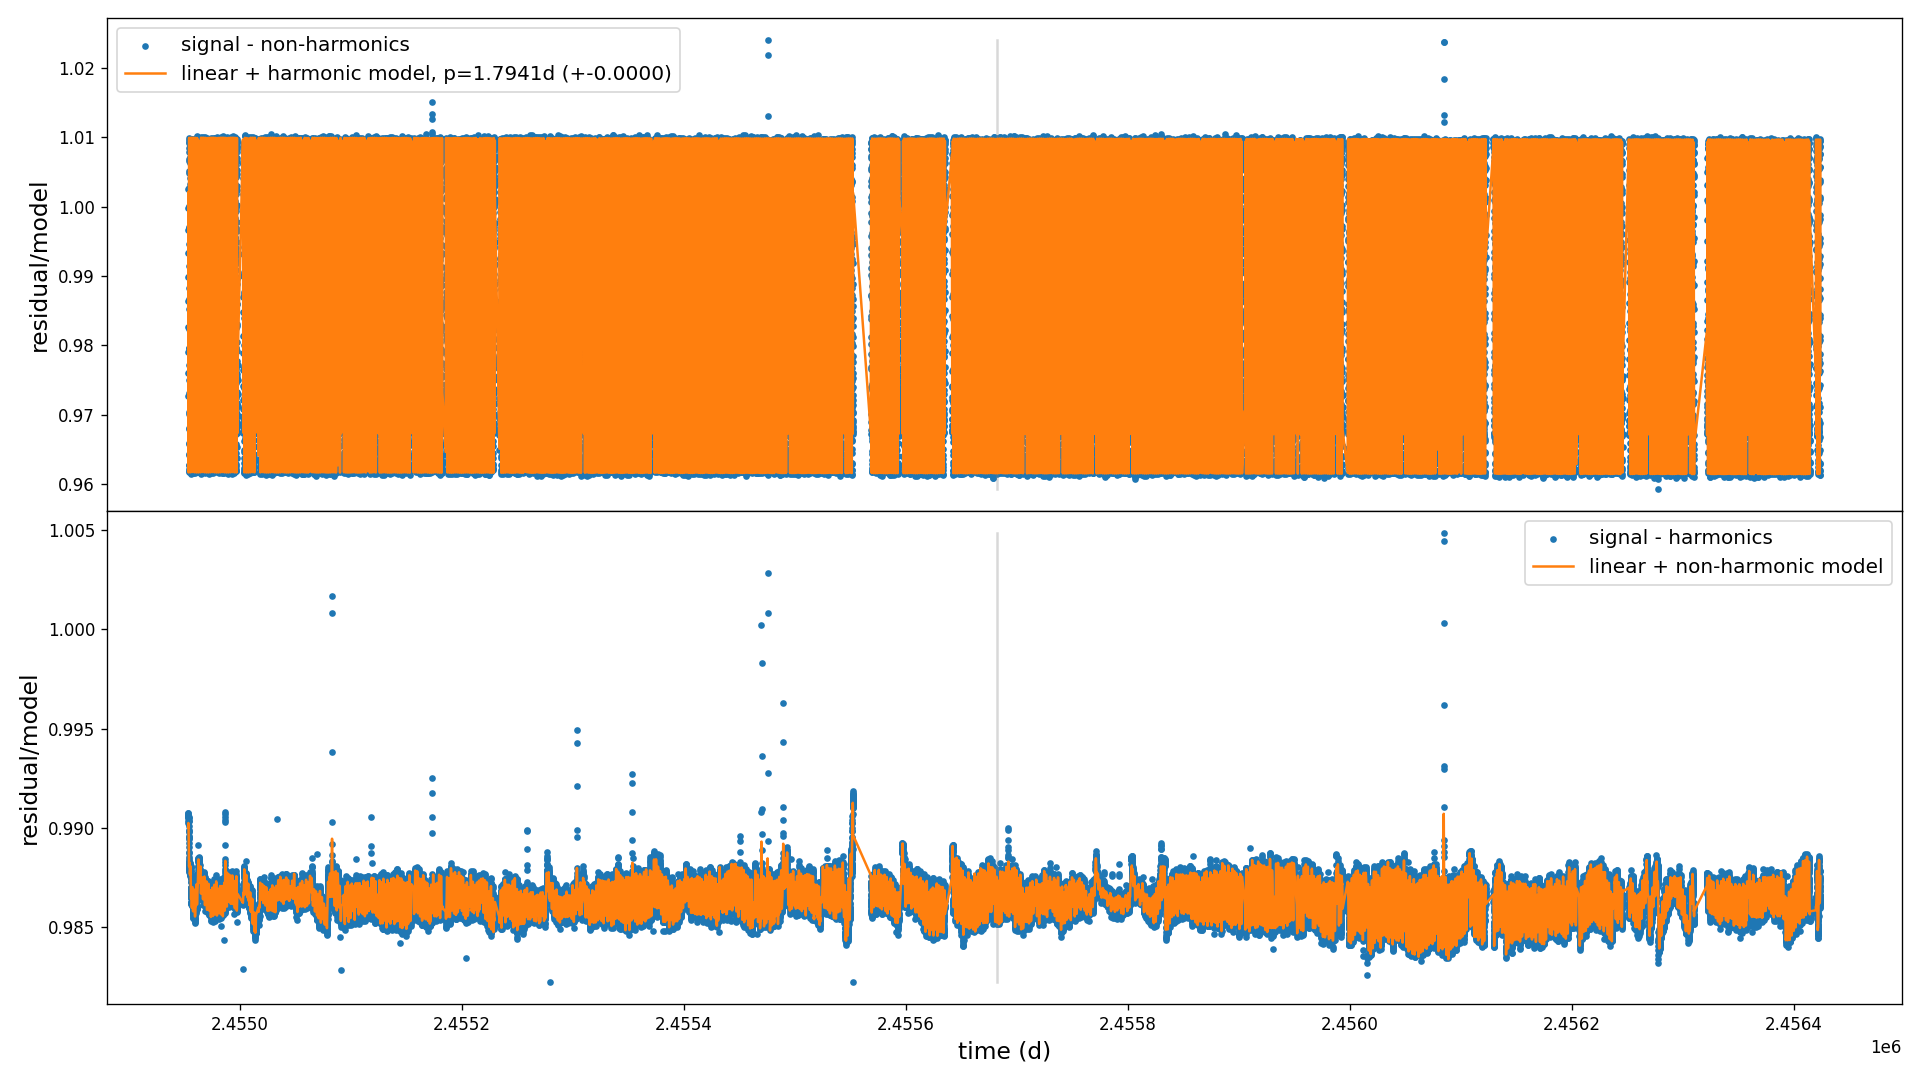 signal - non-harmonics
linear + harmonic model, p=1.7941d (+-0.0000)
1.02
1.01
1.00
0.99
0.98
0.97
0.96
residual/model
signal - harmonics
linear + non-harmonic model
1.005
1.000
0.995
0.990
0.985
residual/model
2.4550
2.4552
2.4554
2.4556
2.4558
2.4560
2.4562
2.4564
1e6
time (d)